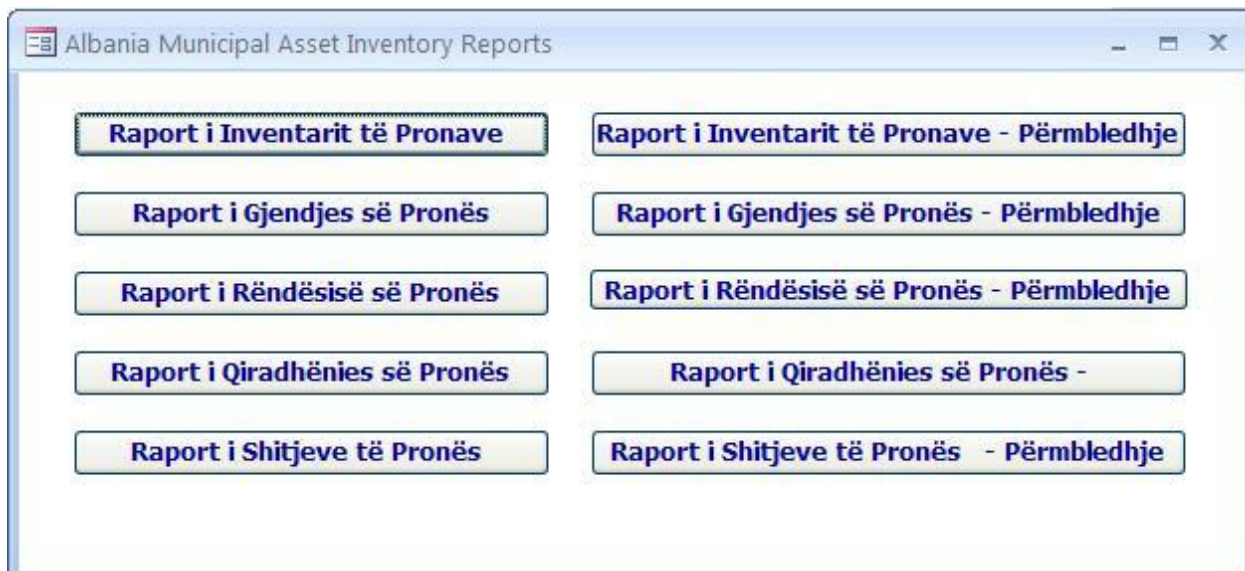 Albania Municipal Asset Inventory Reports
Raport i Inventarit të Pronave
Raport i Inventarit të Pronave - Përmbledhje
Raport i Gjendjes së Pronës
Raport i Gjendjes së Pronës - Përmbledhje
Raport i Rëndësisë së Pronës
Raport i Rëndësisë së Pronës - Përmbledhje
Raport i Qiradhënies së Pronës
Raport i Qiradhënies së Pronës -
Raport i Shitjeve të Pronës
Raport i Shitjeve të Pronës - Përmbledhje